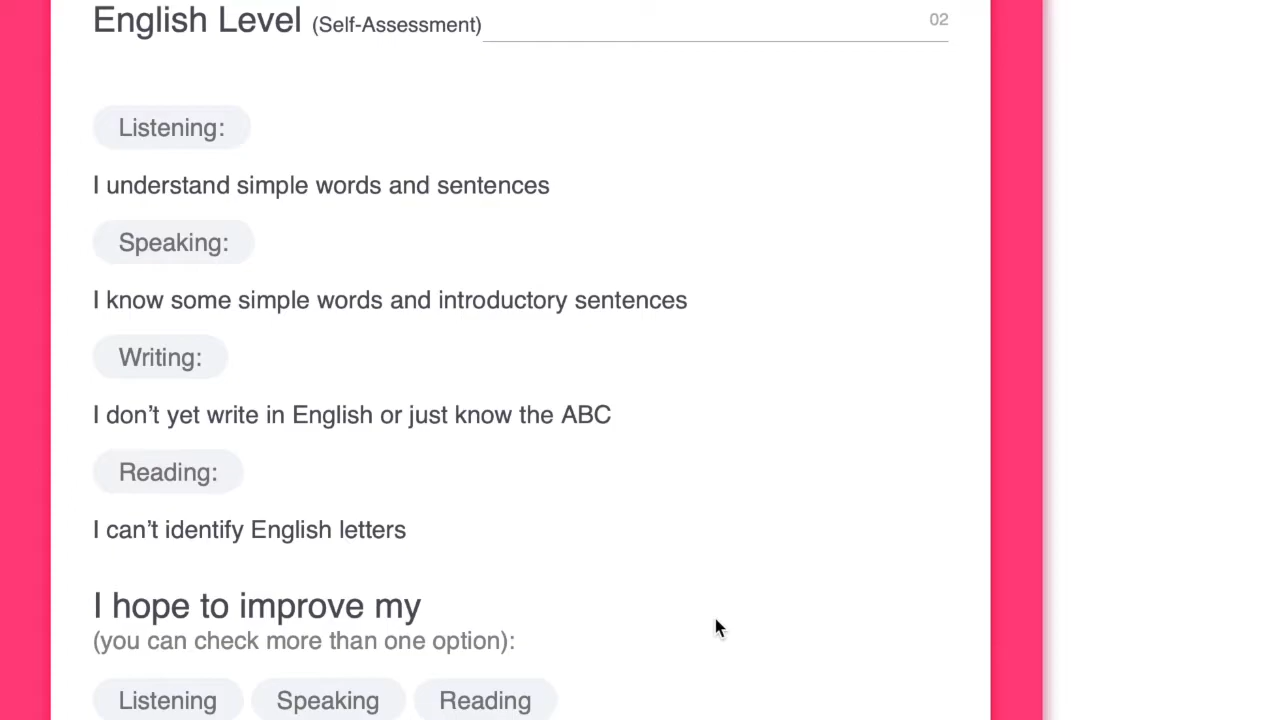 English Level (Self-Assessment)
02
Listening:
I understand simple words and sentences
Speaking:
I know some simple words and introductory sentences
Writing:
I don’t yet write in English or just know the ABC
Reading:
I can’t identify English letters
I hope to improve my
(you can check more than one option):
Listening Speaking Reading